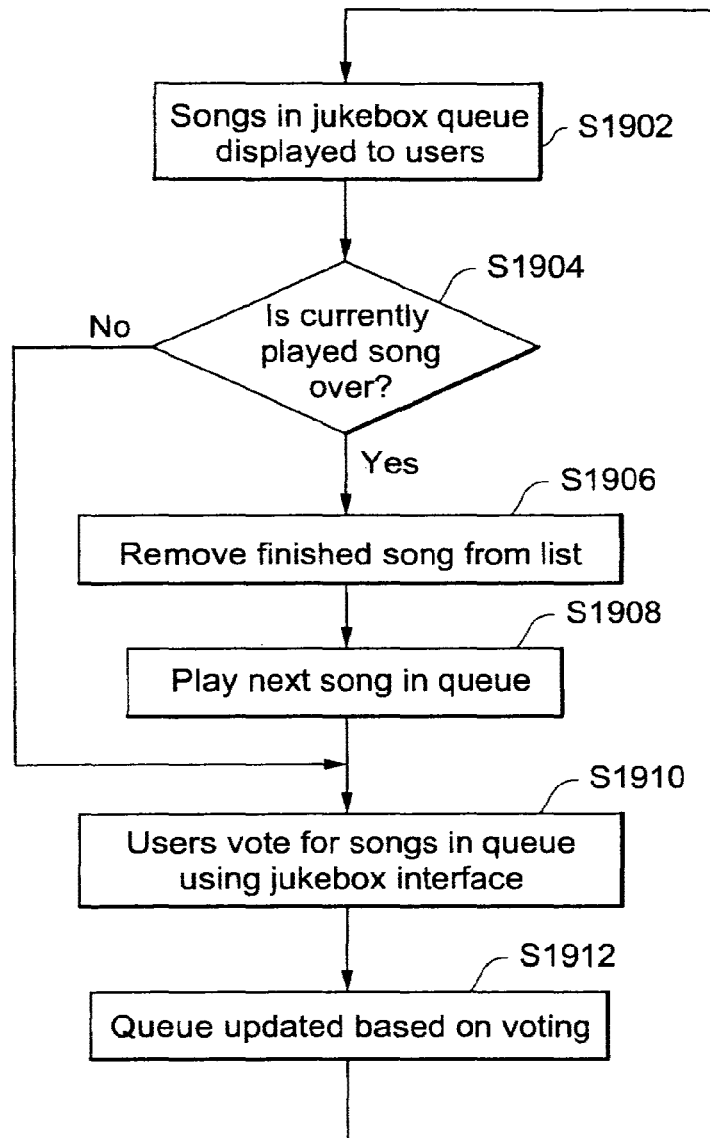 Songs in jukebox queue
displayed to users
S1902
S1904
No
Is currently
played song
over?
Yes
S1906
Remove finished song from list
S1908
Play next song in queue
S1910
Users vote for songs in queue
using jukebox interface
S1912
Queue updated based on voting